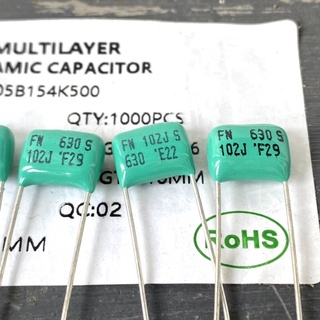 MULTILAYER
AMIC CAPACITOR
05B154K500
QTY:1000PCS
FN 630 S
102J 'F29
FN 102J S
630 'E22
FN 630 S
102J 'F29
QC:02
MM
RoHS